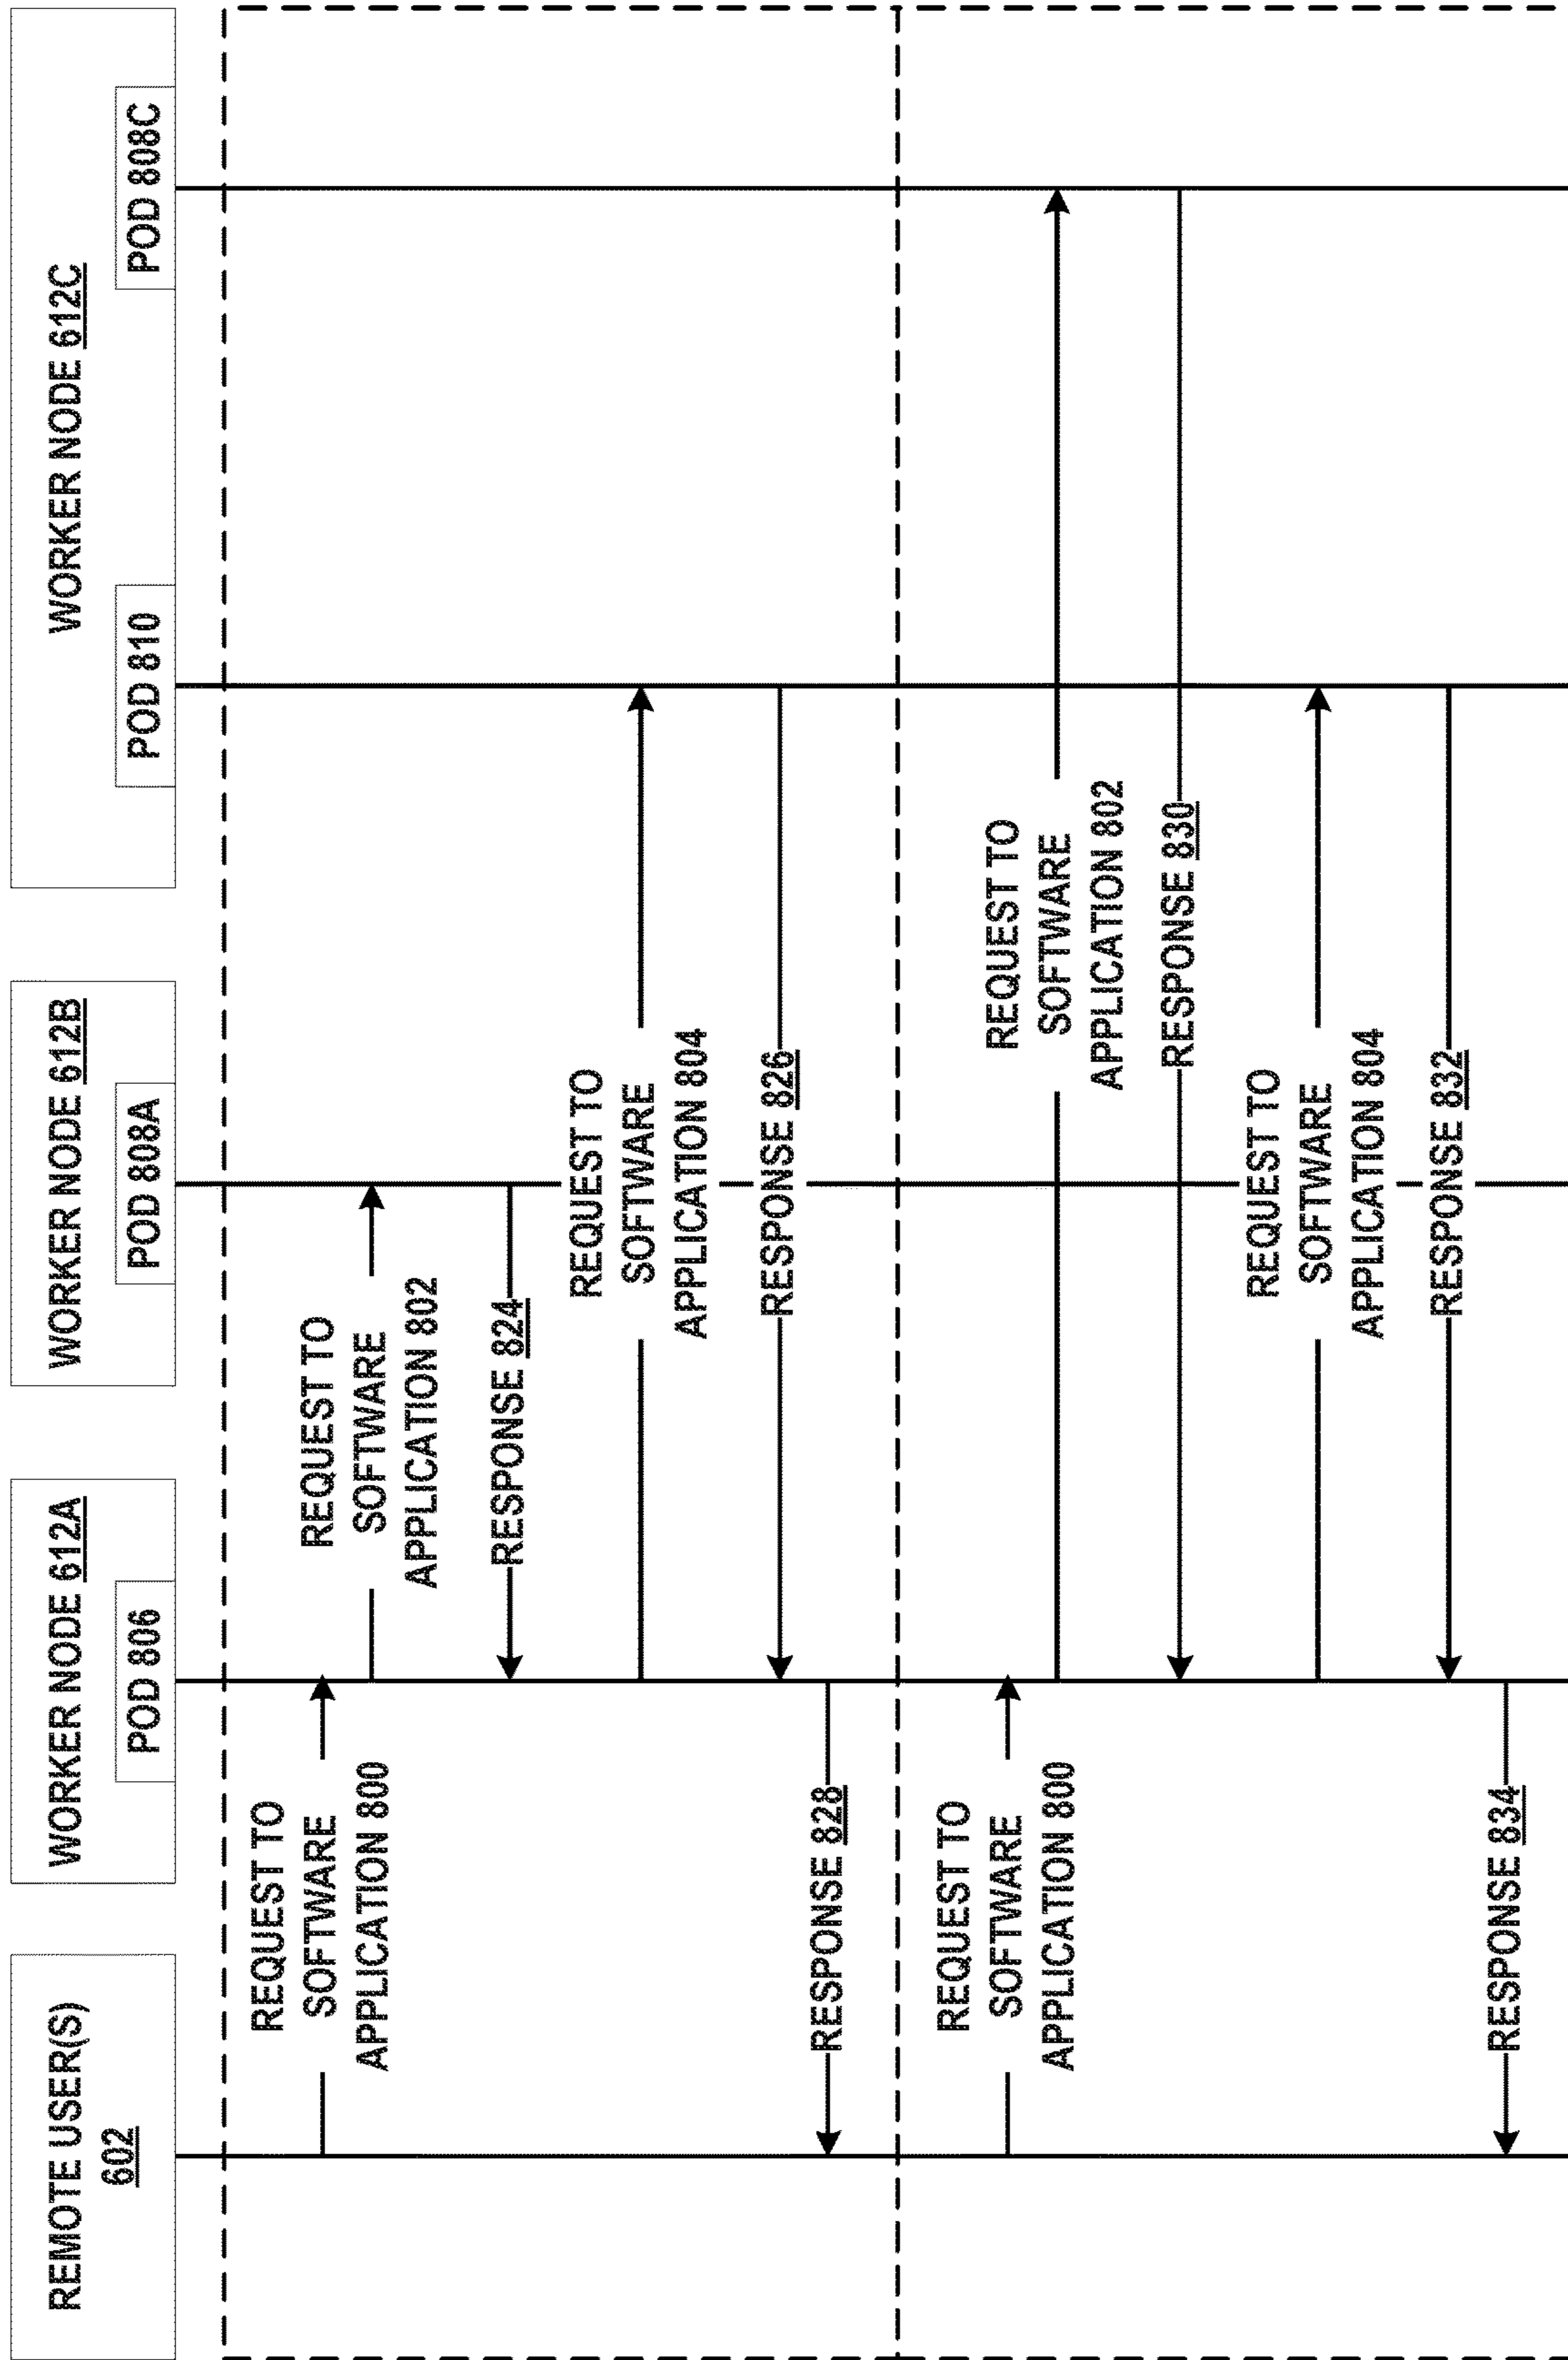 REMOTE USER(S)
602
WORKER NODE 612A
POD 806
WORKER NODE 612B
POD 808A
WORKER NODE 612C
POD 810
POD 808C
REQUEST TO
SOFTWARE
APPLICATION 800
REQUEST TO
SOFTWARE
APPLICATION 802
RESPONSE 824
REQUEST TO
SOFTWARE
APPLICATION 804
RESPONSE 826
RESPONSE 828
REQUEST TO
SOFTWARE
APPLICATION 800
REQUEST TO
SOFTWARE
APPLICATION 802
RESPONSE 830
REQUEST TO
SOFTWARE
APPLICATION 804
RESPONSE 832
RESPONSE 834